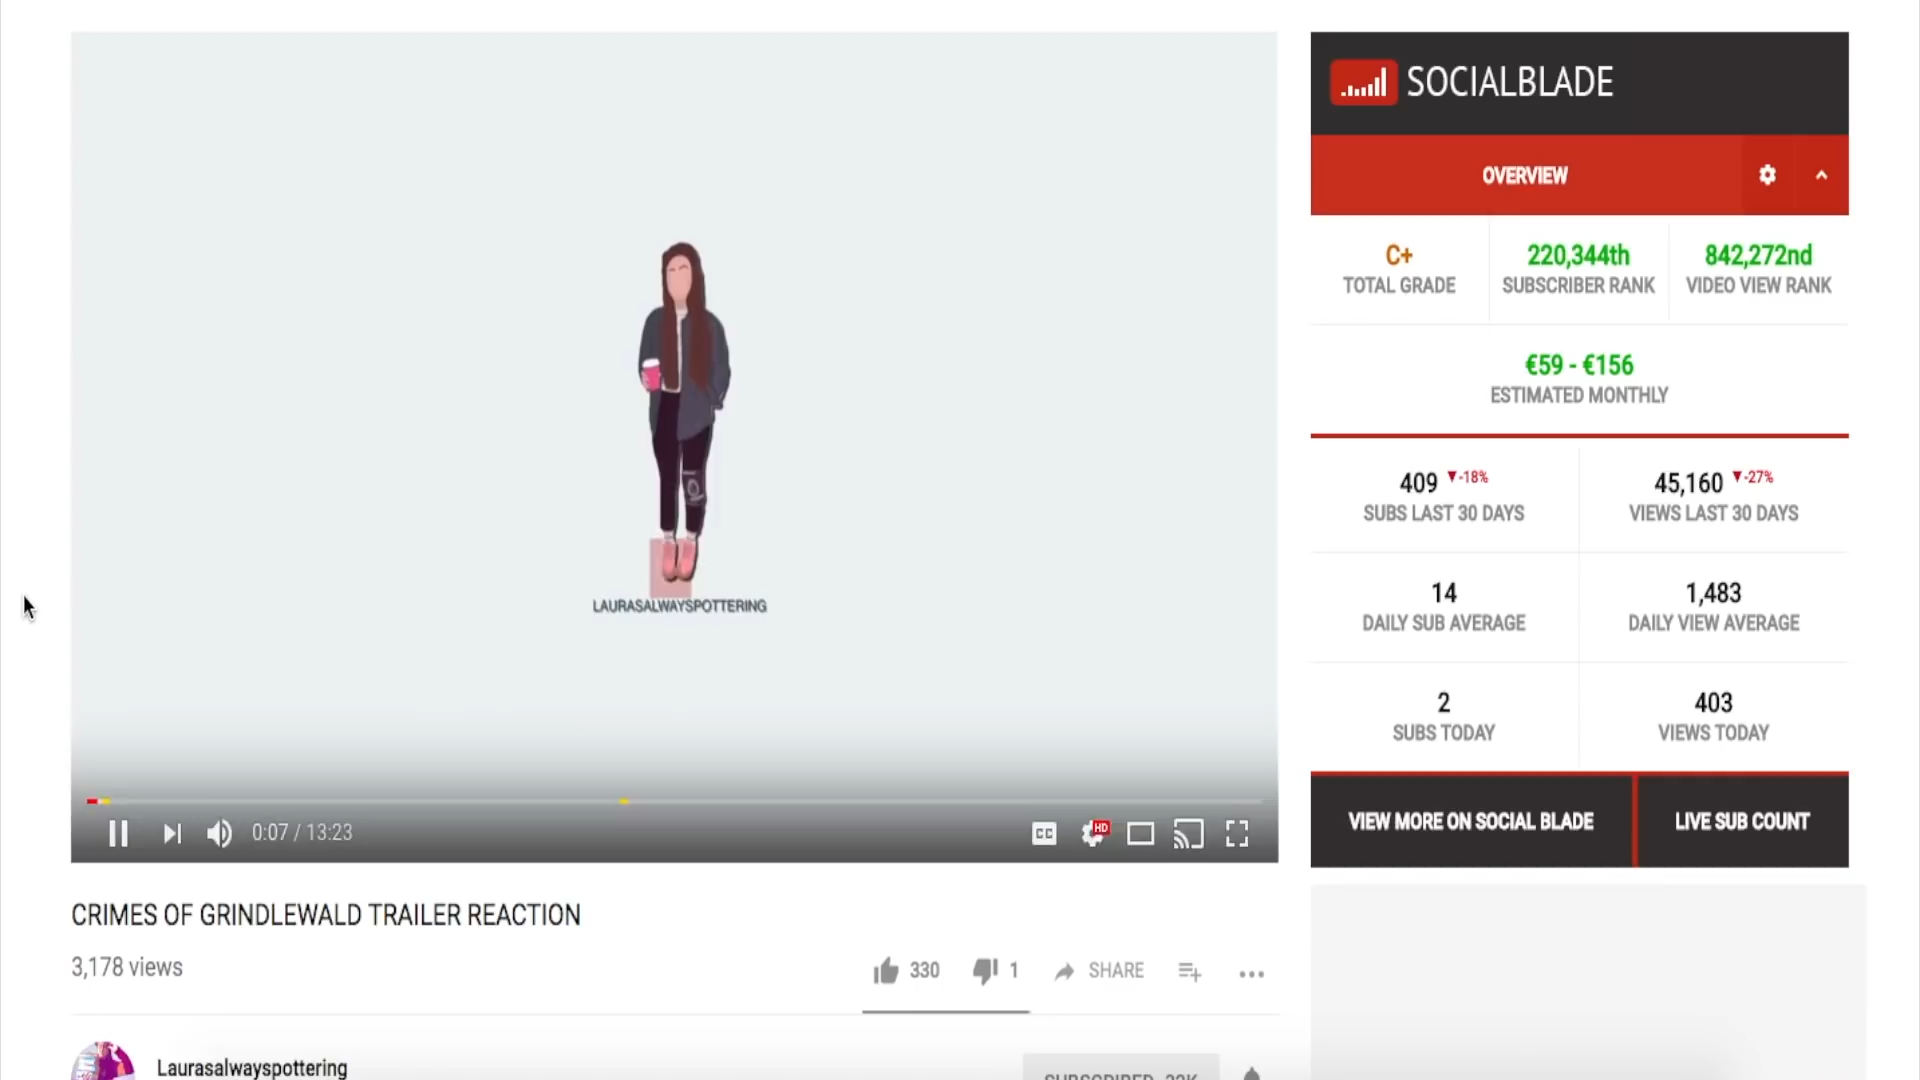 SOCIALBLADE
OVERVIEW
C+
TOTAL GRADE
220,344th
SUBSCRIBER RANK
842,272nd
VIDEO VIEW RANK
€59 - €156
ESTIMATED MONTHLY
409 ▼-18%
SUBS LAST 30 DAYS
45,160 ▼-27%
VIEWS LAST 30 DAYS
14
DAILY SUB AVERAGE
1,483
DAILY VIEW AVERAGE
2
SUBS TODAY
403
VIEWS TODAY
VIEW MORE ON SOCIAL BLADE
LIVE SUB COUNT
LAURASALWAYSPOTTERING
0:07 / 13:23
CC
HD
CRIMES OF GRINDLEWALD TRAILER REACTION
3,178 views
330
1
SHARE
Laurasalwayspottering
SUBSCRIBED